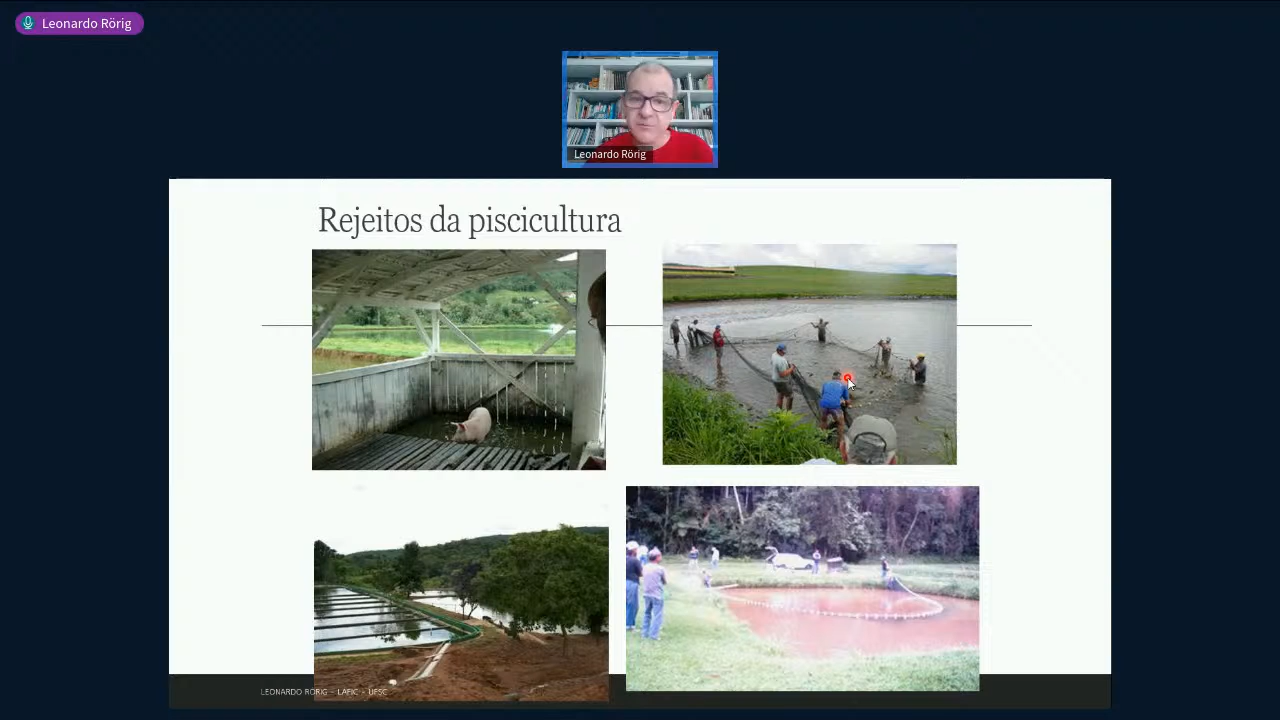 Leonardo Rörig
Leonardo Rörig
Rejeitos da piscicultura
LEONARDO RÖRIG – LAFIC – UFSC